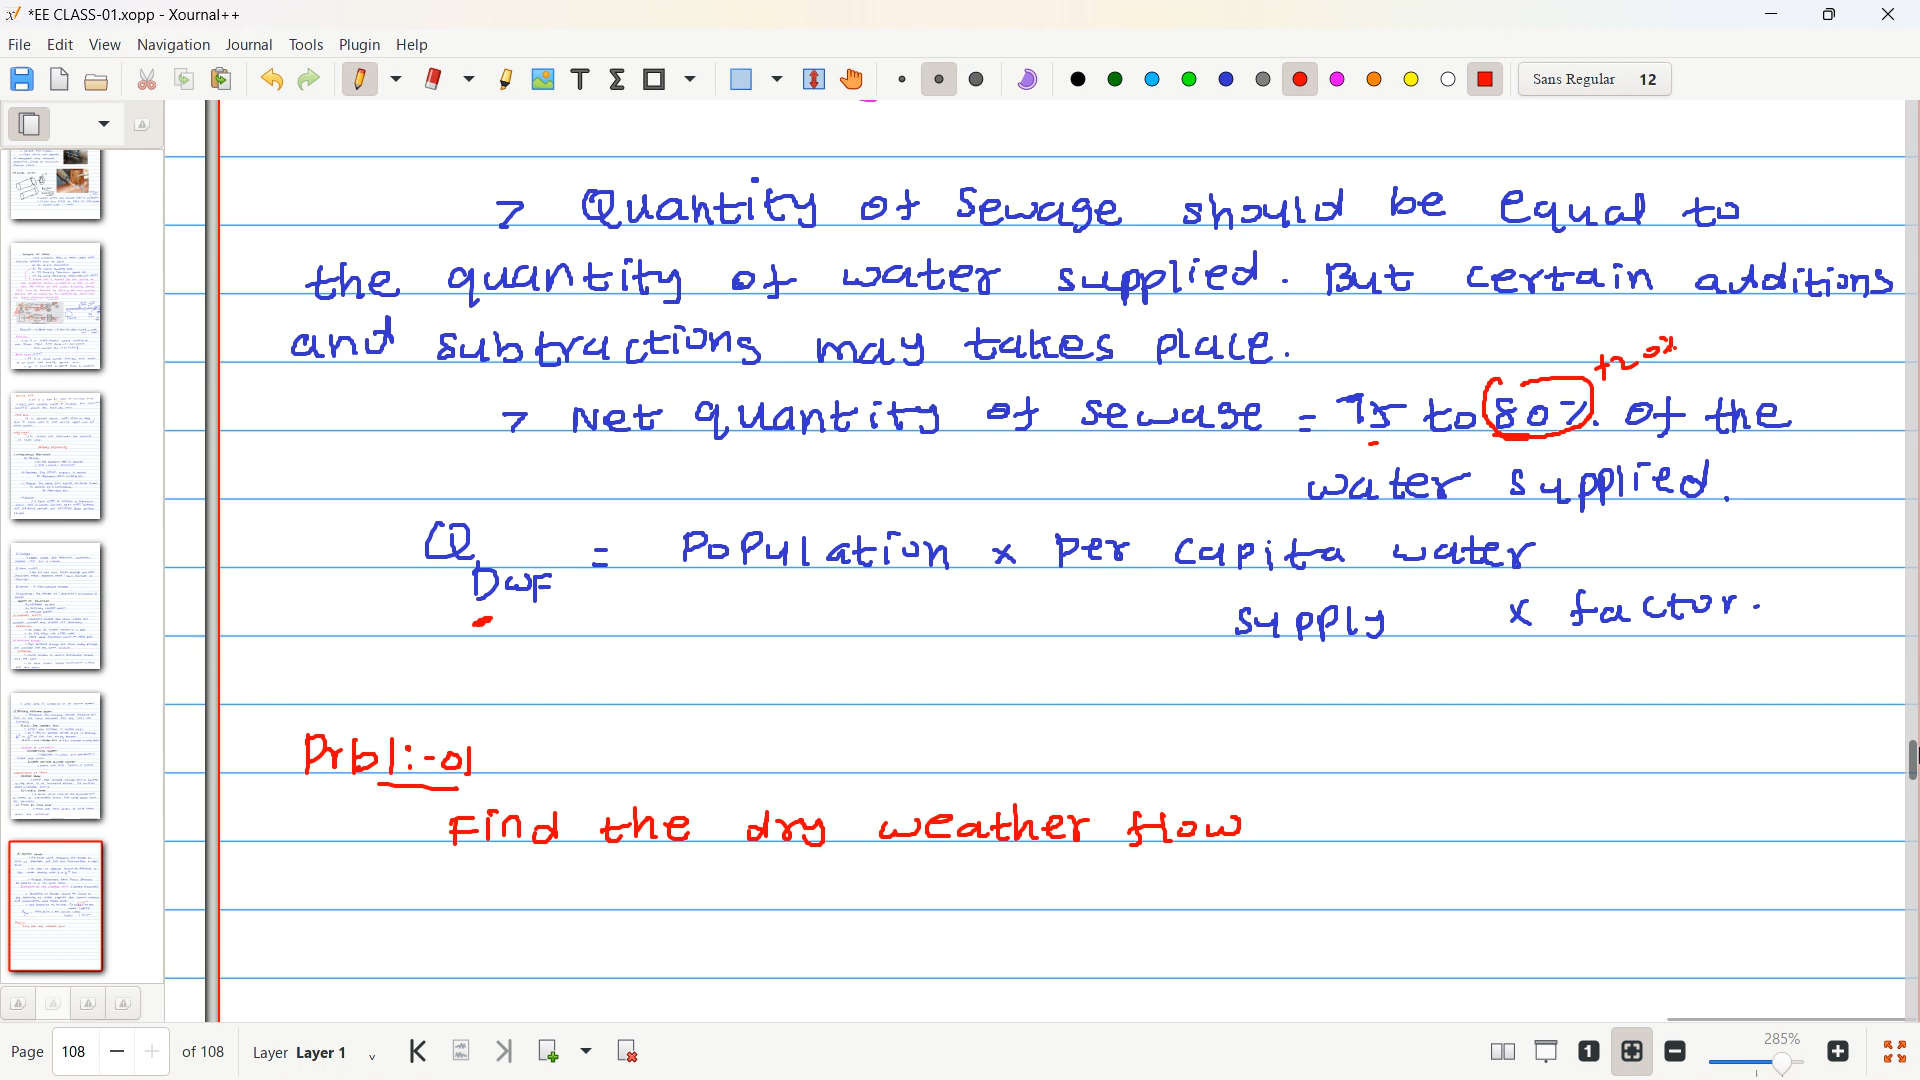 *EE CLASS-01.xopp - Xournal++
File Edit View Navigation Journal Tools Plugin Help
Sans Regular 12
> Quantity of Sewage should be equal to
the quantity of water supplied. But certain additions
and subtractions may takes place.
+20%
> Net quantity of sewage = 75 to 80% of the
water supplied.
Q DWF = Population x per capita water
supply x factor.
Prbl:-01
Find the dry weather flow
Page 108 of 108 Layer Layer 1 285%